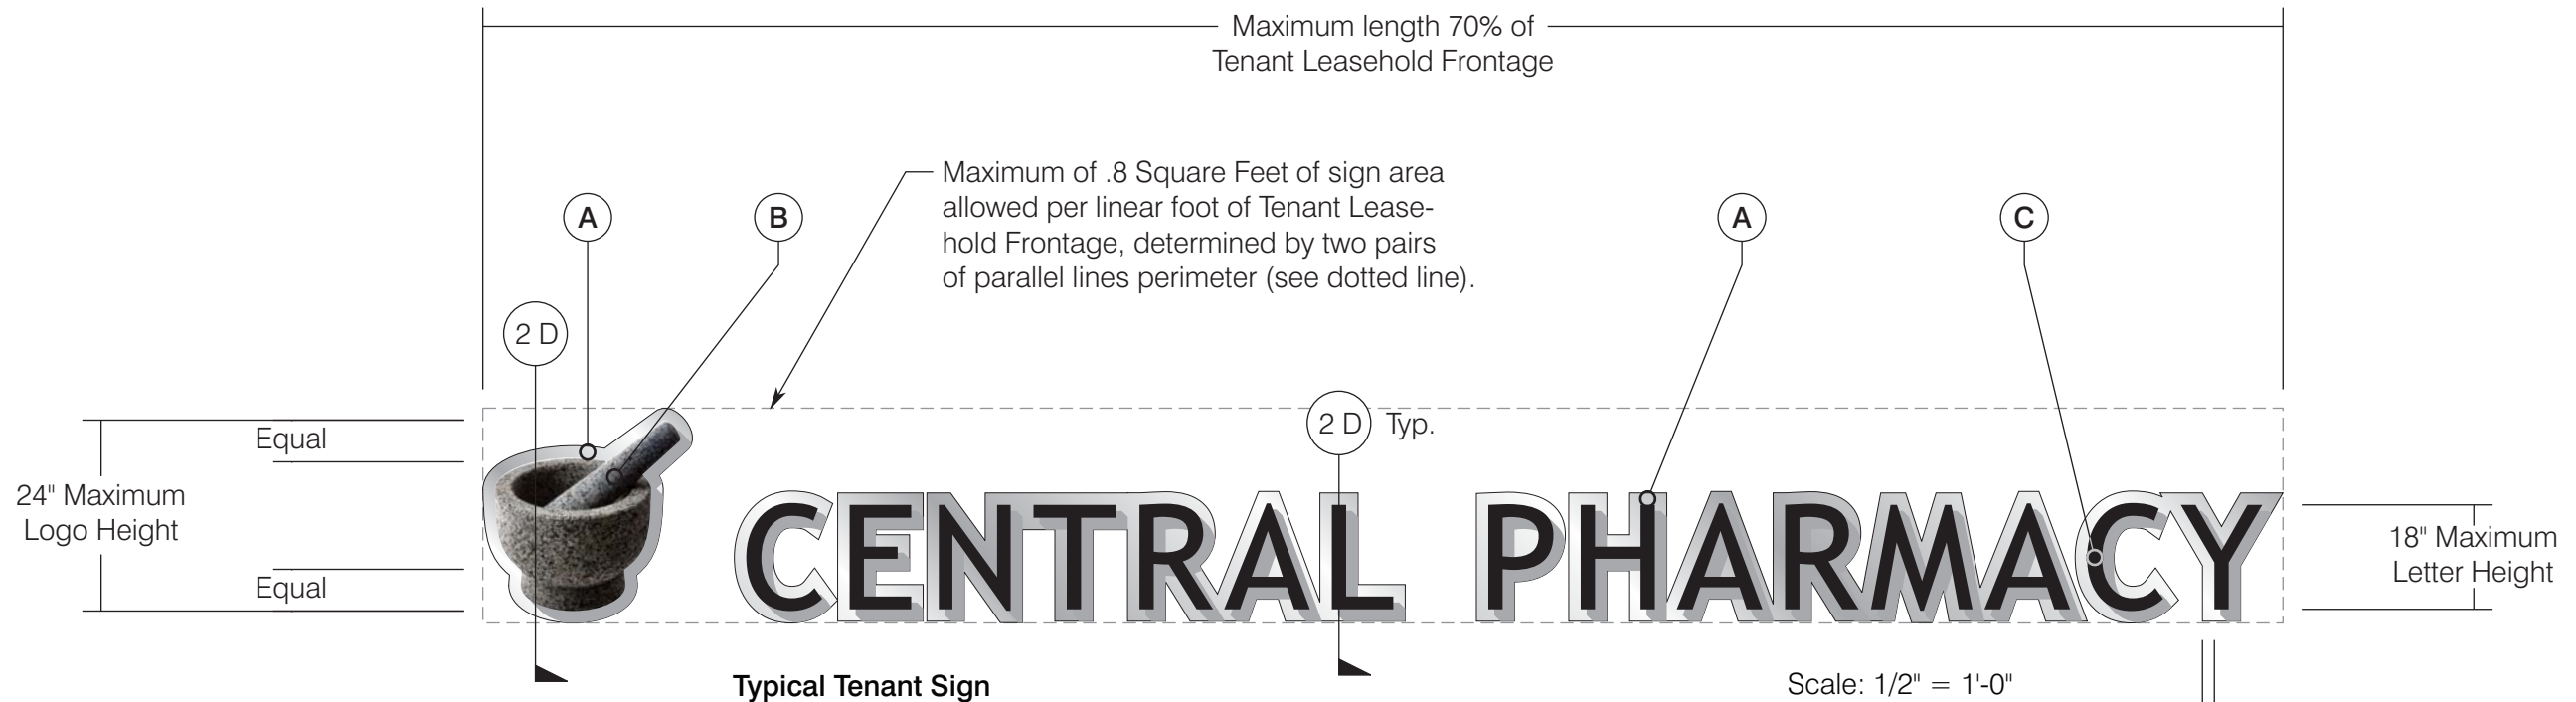 Maximum length 70% of
Tenant Leasehold Frontage
Maximum of .8 Square Feet of sign area
allowed per linear foot of Tenant Lease-
hold Frontage, determined by two pairs
of parallel lines perimeter (see dotted line).
A
B
A
C
2 D
2 D Typ.
Equal
24" Maximum
Logo Height
Equal
CENTRAL PHARMACY
18" Maximum
Letter Height
Typical Tenant Sign
Scale: 1/2" = 1'-0"